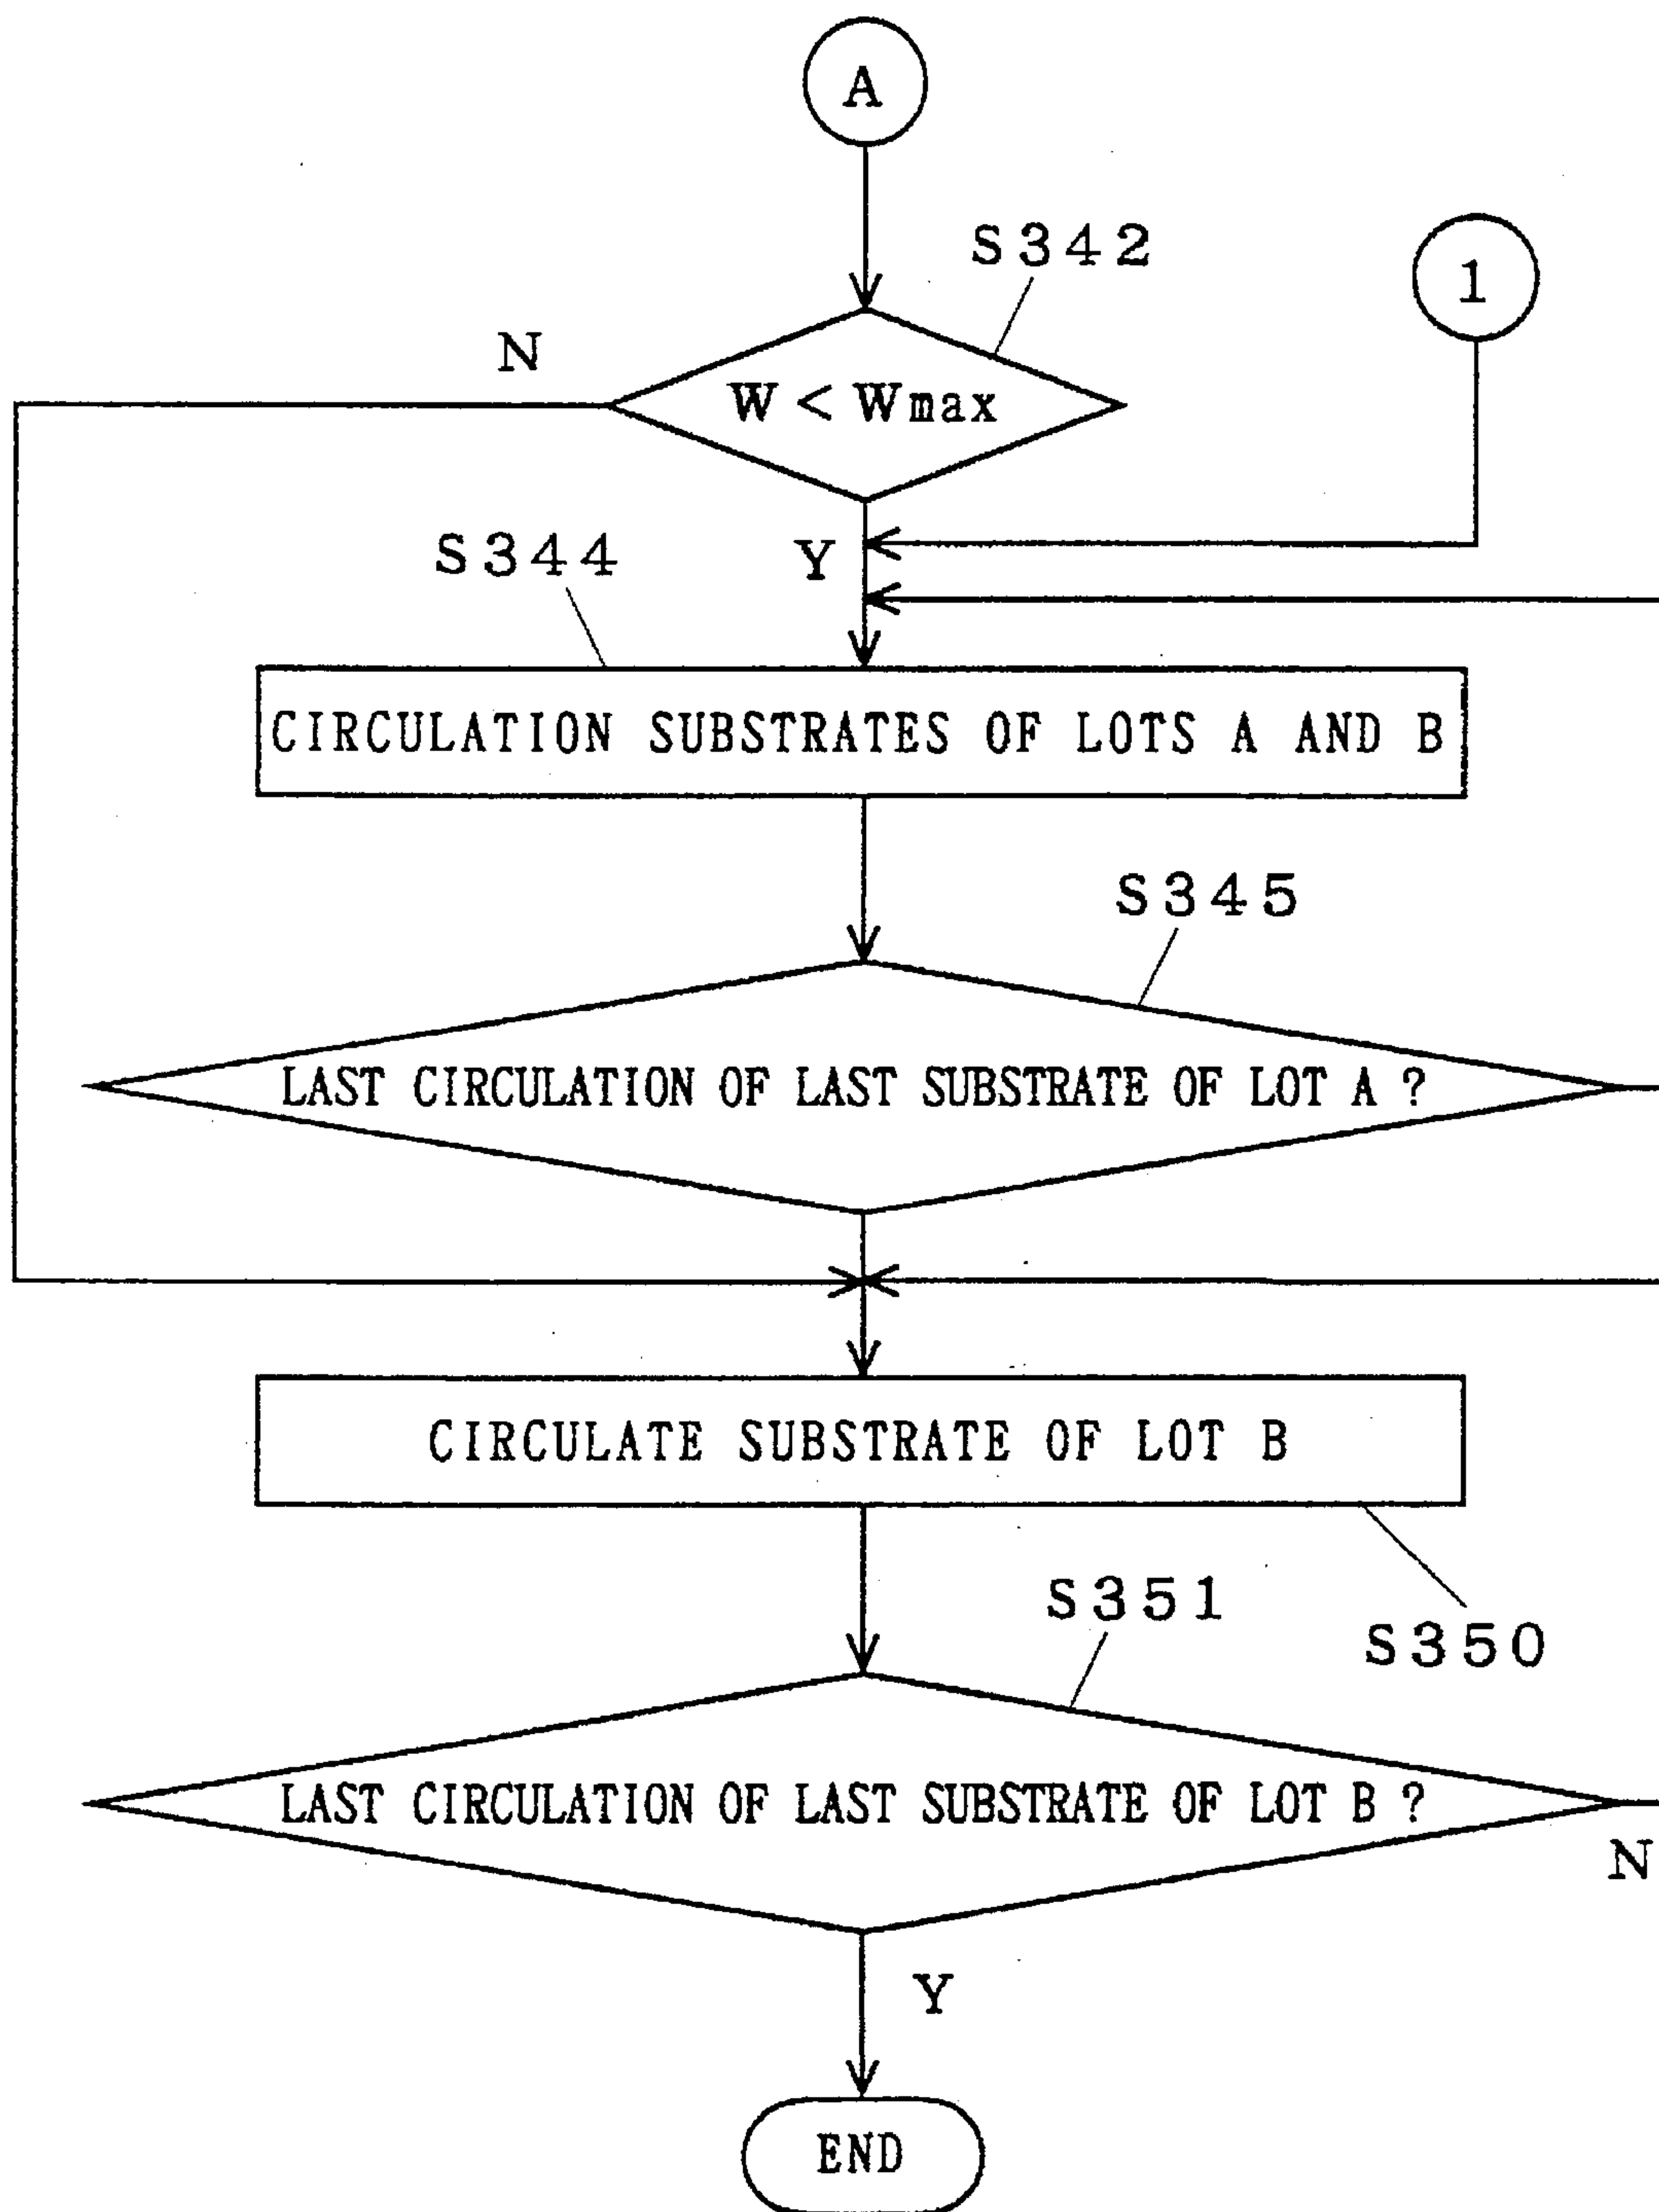 A
S342
1
N
W < Wmax
S344
Y
CIRCULATION SUBSTRATES OF LOTS A AND B
S345
LAST CIRCULATION OF LAST SUBSTRATE OF LOT A ?
CIRCULATE SUBSTRATE OF LOT B
S351
S350
LAST CIRCULATION OF LAST SUBSTRATE OF LOT B ?
N
Y
END